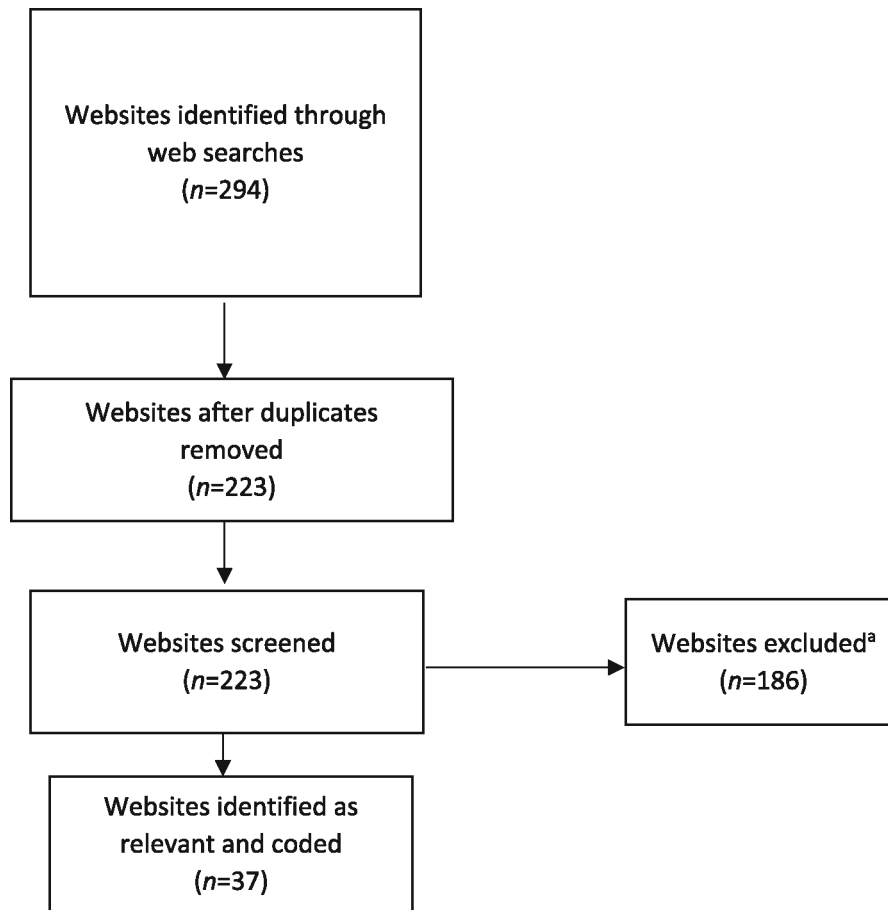 Websites identified through
web searches
(n=294)
Websites after duplicates
removed
(n=223)
Websites screened
(n=223)
Websites excludedᵃ
(n=186)
Websites identified as
relevant and coded
(n=37)